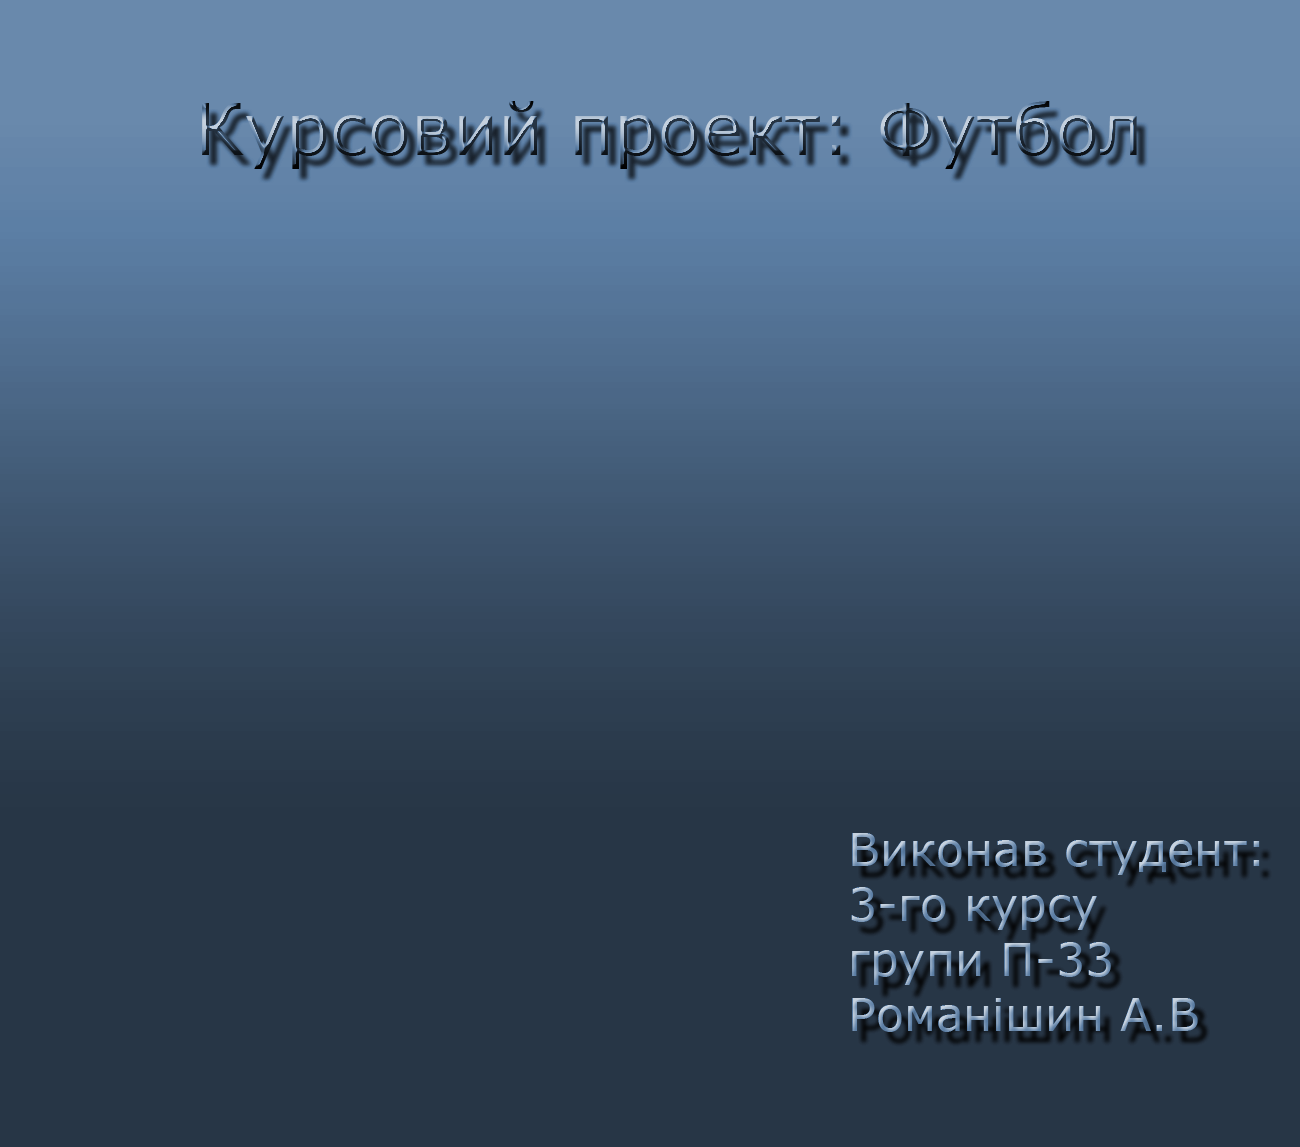 Курсовий проект: Футбол
Виконав студент:
3-го курсу
групи П-33
Романішин А.В